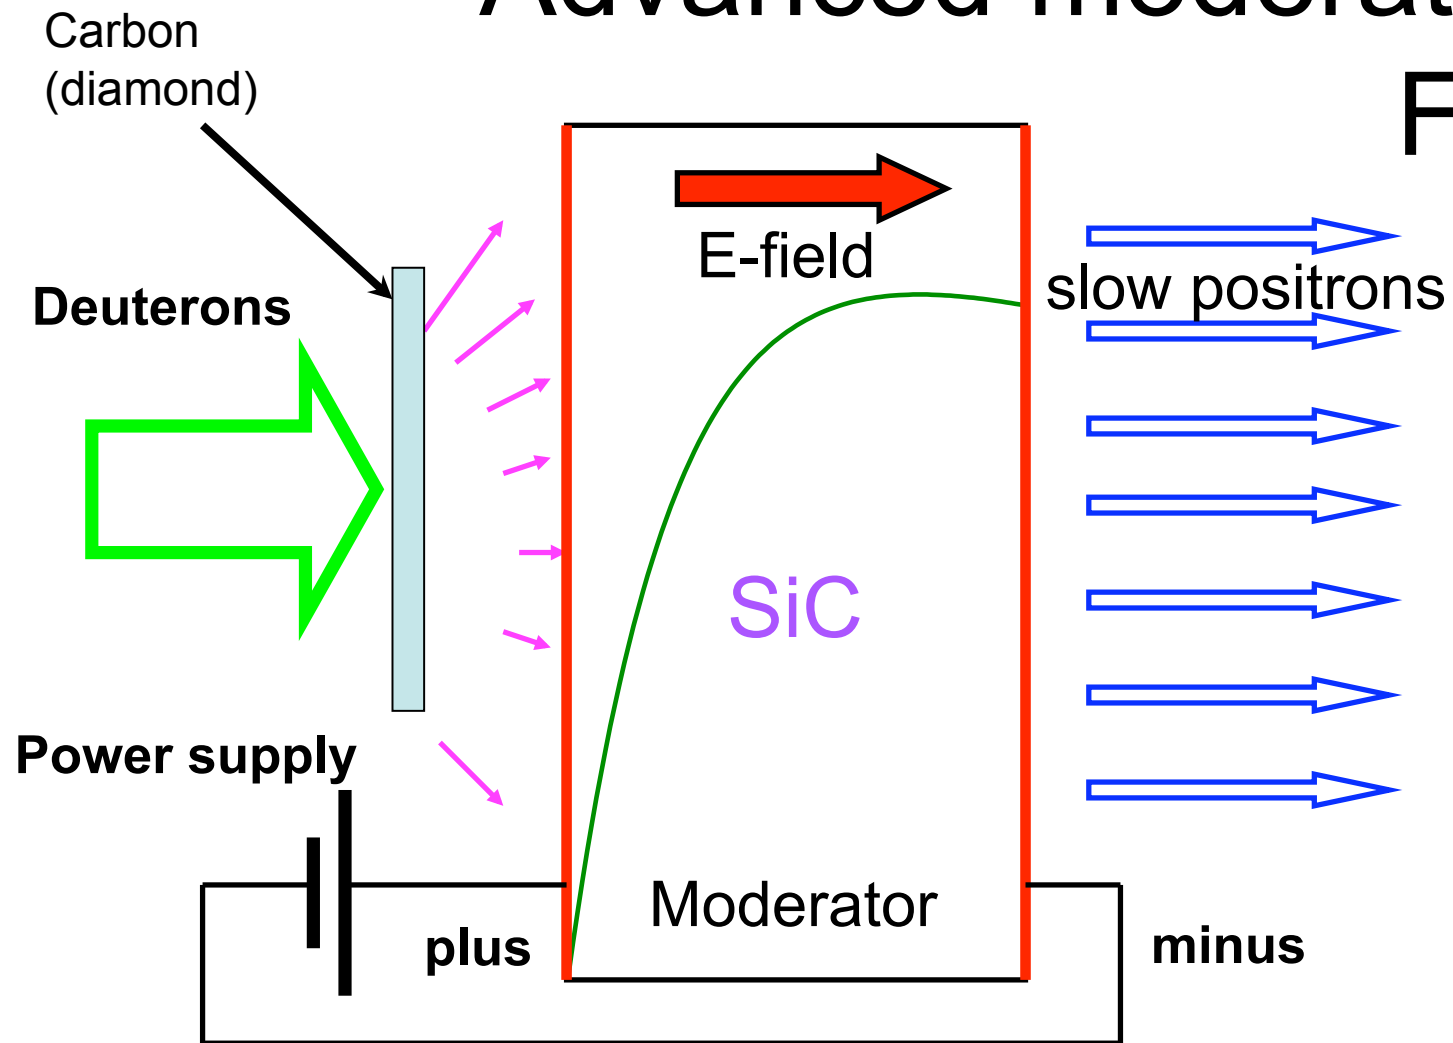 Carbon
(diamond)
E-field
slow positrons
Deuterons
SiC
Power supply
Moderator
plus
minus